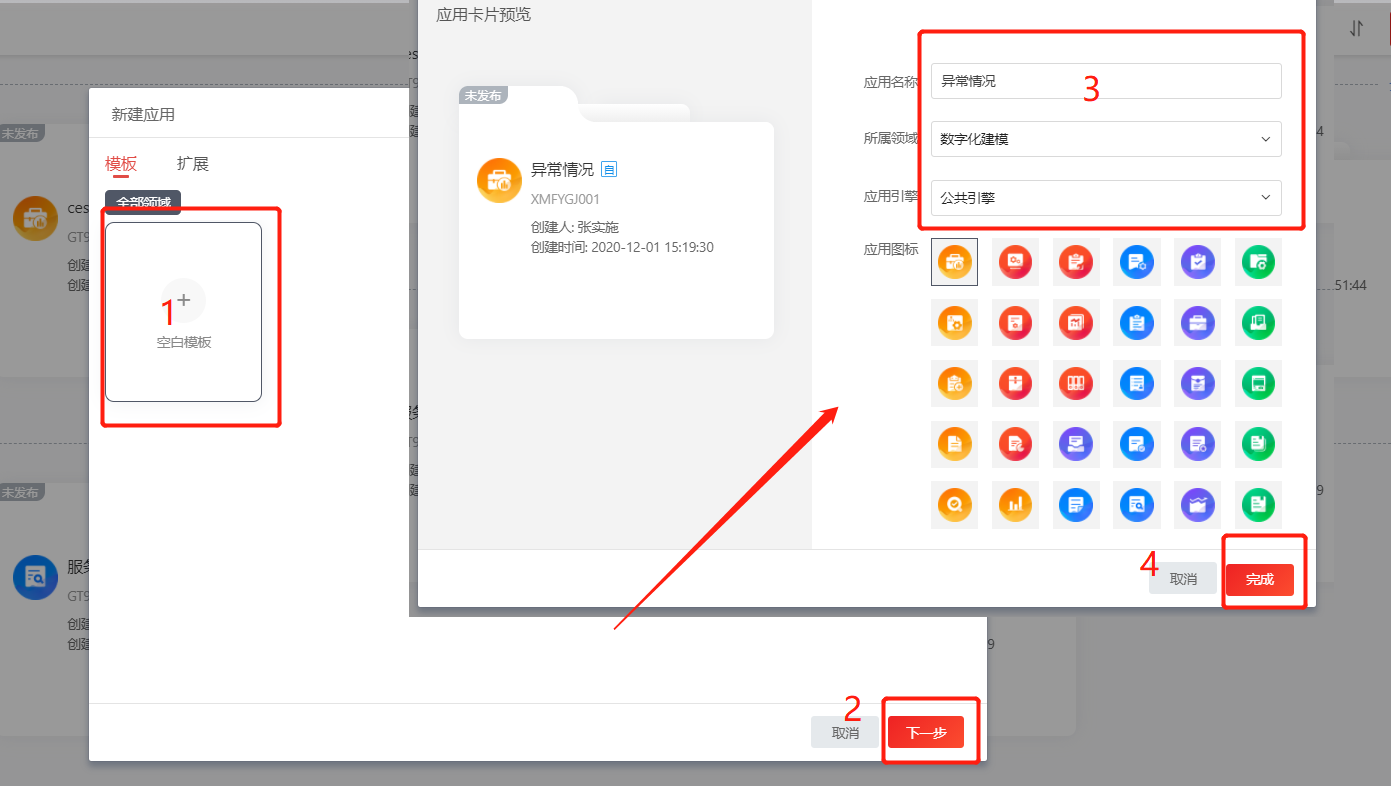 应用卡片预览
未发布
异常情况 自
XMFYGJ001
创建人: 张实施
创建时间: 2020-12-01 15:19:30
应用名称 异常情况
3
所属领域 数字化建模
应用引擎 公共引擎
应用图标
4
取消
完成
新建应用
模板 扩展
全部领域
1
空白模板
2
取消
下一步
未发布
ces
GT9
创建
创建
未发布
服务
GT9
创建
创建
51:44